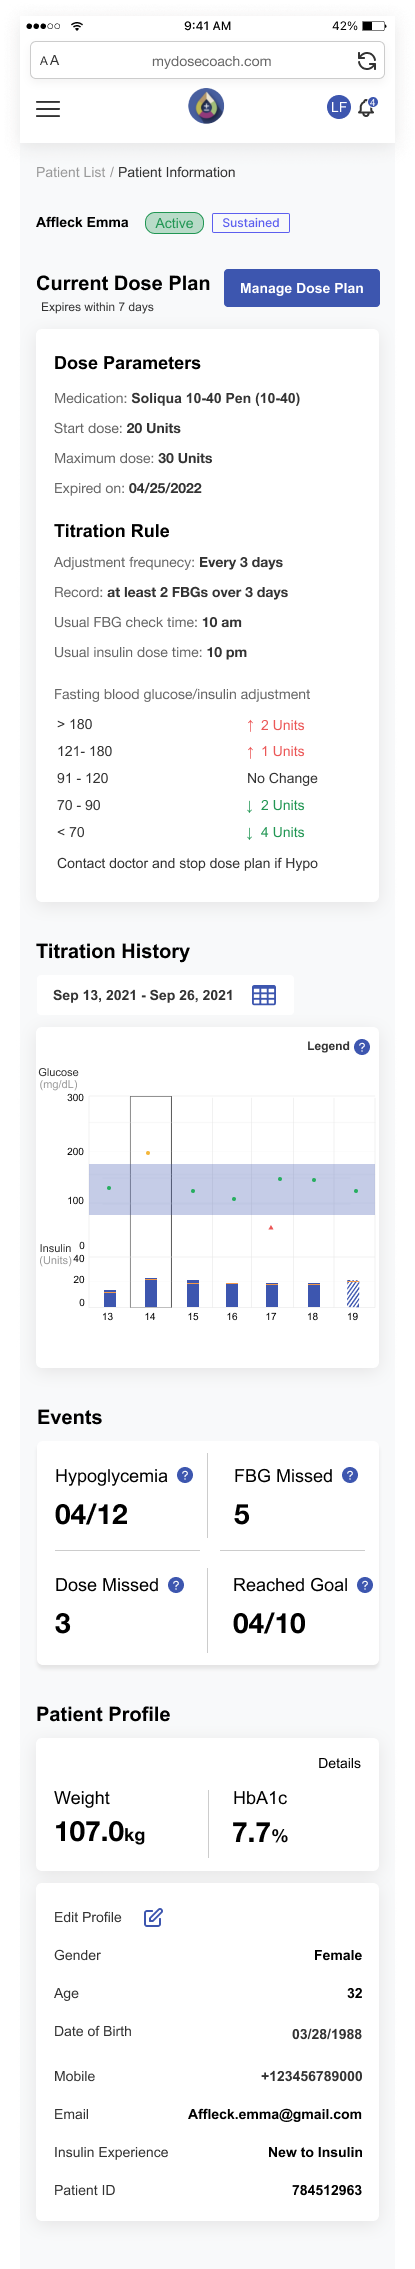 9:41 AM 42%
AA mydosecoach.com
LF 4
Patient List / Patient Information
Affleck Emma Active Sustained
Current Dose Plan Manage Dose Plan
Expires within 7 days
Dose Parameters
Medication: Soliqua 10-40 Pen (10-40)
Start dose: 20 Units
Maximum dose: 30 Units
Expired on: 04/25/2022
Titration Rule
Adjustment frequnecy: Every 3 days
Record: at least 2 FBGs over 3 days
Usual FBG check time: 10 am
Usual insulin dose time: 10 pm
Fasting blood glucose/insulin adjustment
> 180 ↑ 2 Units
121- 180 ↑ 1 Units
91 - 120 No Change
70 - 90 ↓ 2 Units
< 70 ↓ 4 Units
Contact doctor and stop dose plan if Hypo
Titration History
Sep 13, 2021 - Sep 26, 2021
Legend ?
Glucose
(mg/dL)
300
200
100
Insulin 0
(Units) 40
20
0
13 14 15 16 17 18 19
Events
Hypoglycemia ? FBG Missed ?
04/12 5
Dose Missed ? Reached Goal ?
3 04/10
Patient Profile
Details
Weight HbA1c
107.0kg 7.7%
Edit Profile
Gender Female
Age 32
Date of Birth 03/28/1988
Mobile +123456789000
Email Affleck.emma@gmail.com
Insulin Experience New to Insulin
Patient ID 784512963